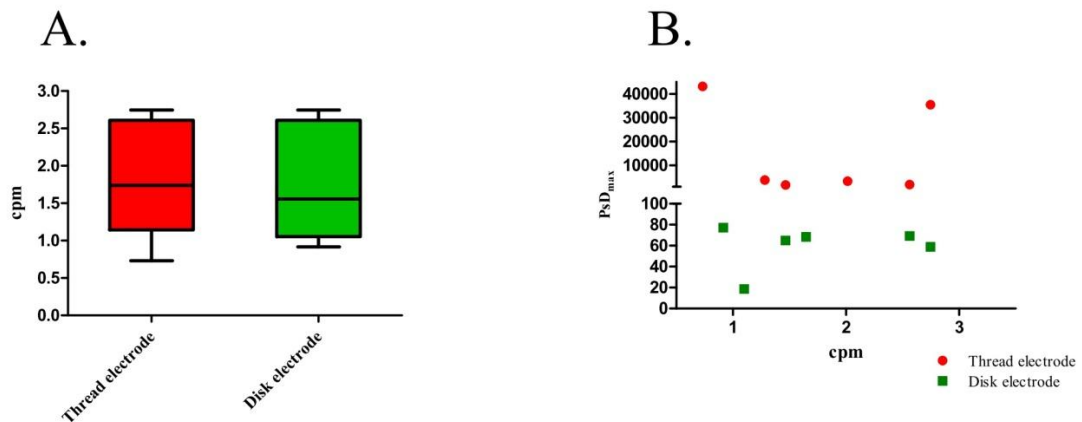 A.
3.0
2.5
2.0
1.5
1.0
0.5
0.0
cpm
Thread electrode
Disk electrode
B.
40000
30000
20000
10000
100
80
60
40
20
0
PsDmax
1 2 3
cpm
Thread electrode
Disk electrode